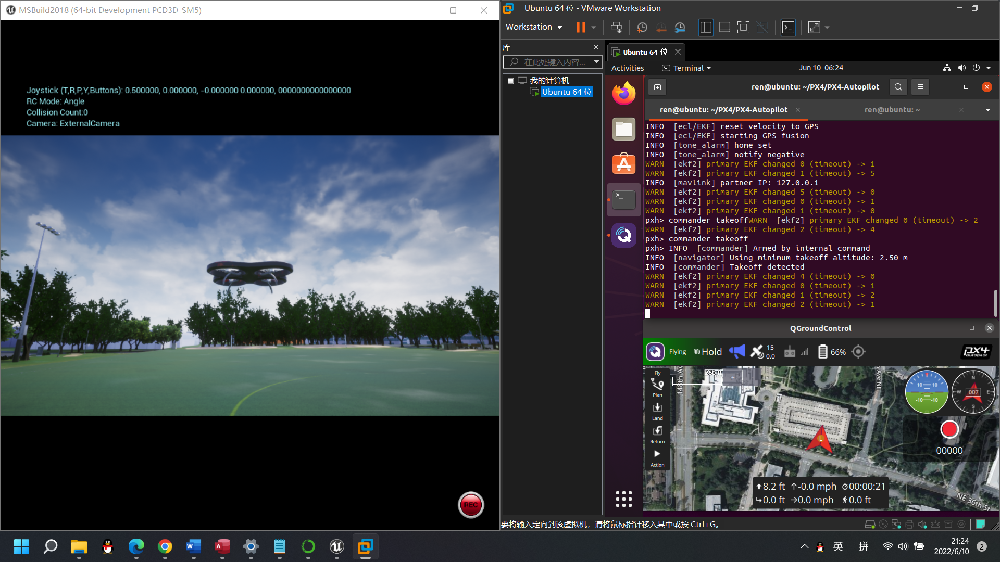 MSBuild2018 (64-bit Development PCD3D_SM5)
Joystick (T,R,P,Y,Buttons): 0.500000, 0.000000, -0.000000 0.000000, 0000000000000000
RC Mode: Angle
Collision Count:0
Camera: ExternalCamera
REC
Ubuntu 64 位 - VMware Workstation
Workstation
库
在此处键入内容...
我的计算机
Ubuntu 64 位
Ubuntu 64 位
Activities
Terminal
Jun 10 06:24
ren@ubuntu: ~/PX4/PX4-Autopilot
ren@ubuntu: ~/PX4/PX4-Autopilot
ren@ubuntu: ~
INFO [ecl/EKF] reset velocity to GPS
INFO [ecl/EKF] starting GPS fusion
INFO [tone_alarm] home set
INFO [tone_alarm] notify negative
WARN [ekf2] primary EKF changed 0 (timeout) -> 1
WARN [ekf2] primary EKF changed 1 (timeout) -> 5
INFO [mavlink] partner IP: 127.0.0.1
WARN [ekf2] primary EKF changed 5 (timeout) -> 0
WARN [ekf2] primary EKF changed 0 (timeout) -> 1
WARN [ekf2] primary EKF changed 1 (timeout) -> 0
pxh> commander takeoffWARN [ekf2] primary EKF changed 0 (timeout) -> 2
WARN [ekf2] primary EKF changed 2 (timeout) -> 4
pxh> commander takeoff
pxh> INFO [commander] Armed by internal command
INFO [navigator] Using minimum takeoff altitude: 2.50 m
INFO [commander] Takeoff detected
WARN [ekf2] primary EKF changed 4 (timeout) -> 0
WARN [ekf2] primary EKF changed 0 (timeout) -> 1
WARN [ekf2] primary EKF changed 1 (timeout) -> 2
WARN [ekf2] primary EKF changed 2 (timeout) -> 1
QGroundControl
Flying
Hold
15
0.0
66%
px4
autopilot
Fly
Plan
Land
Return
Action
250 ft
148th Av
Ave NE
10 10
-10 -10
N
W 007 E
S
L
00000
8.2 ft -0.0 mph 00:00:21
0.0 ft 0.0 mph 0.0 ft
NE 36th St
要将输入定向到该虚拟机，请将鼠标指针移入其中或按 Ctrl+G。
英
拼
21:24
2022/6/10
2